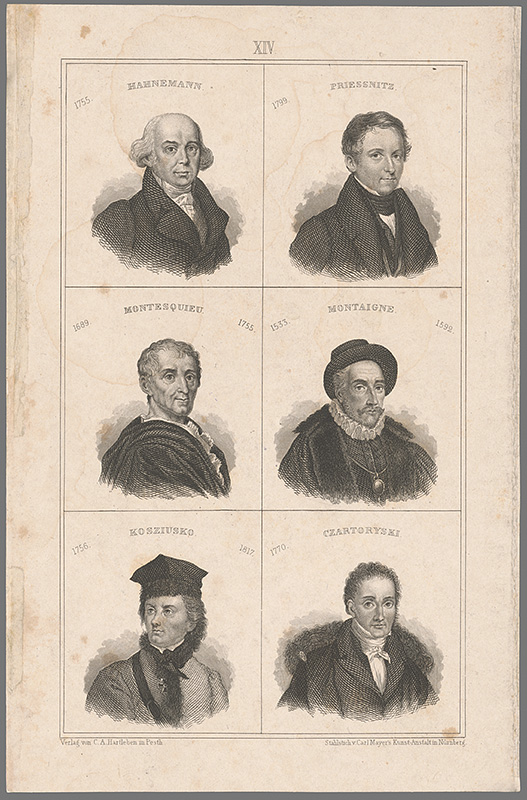 XIV
HAHNEMANN
1755.
PRIESSNITZ
1799.
MONTESQUIEU
1689.
1755.
MONTAIGNE.
1533.
1592.
KOSZIUSKO
1756.
1817.
CZARTORYSKI.
1770.
Verlag von C. A. Hartleben in Pesth.
Stahlstich v. Carl Mayer's Kunst-Anstalt in Nürnberg.